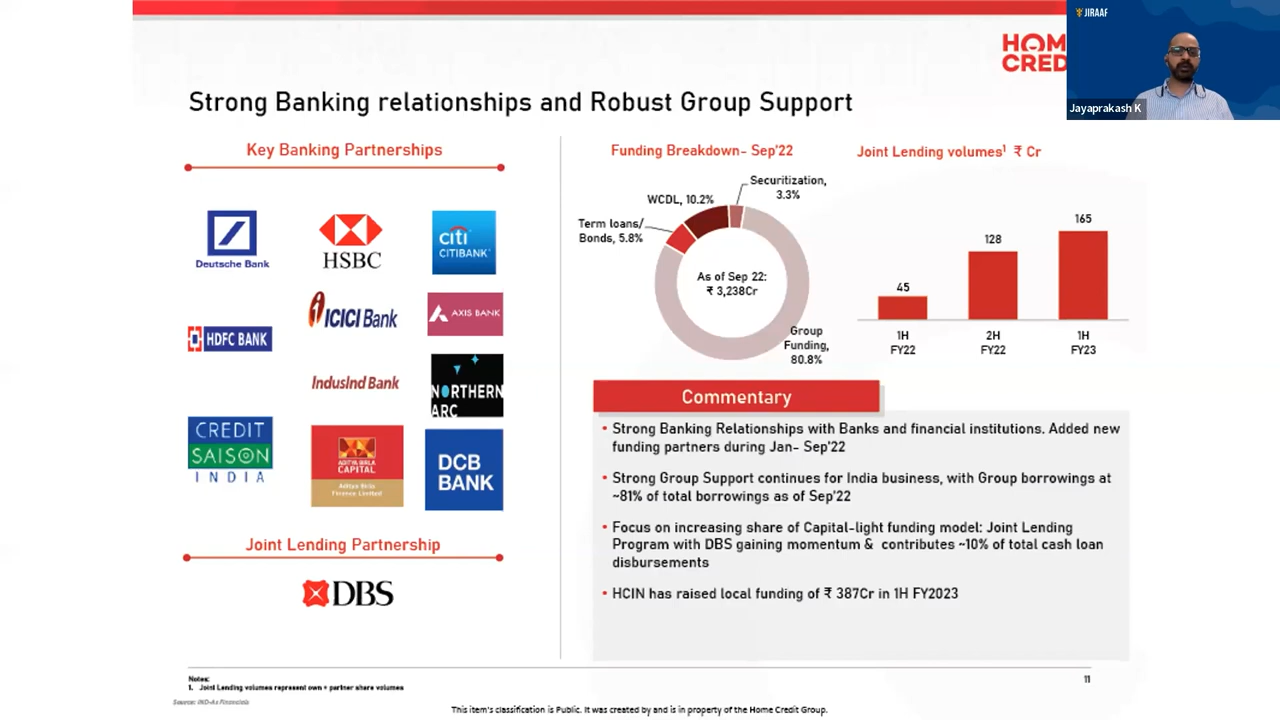 JIRAAF
Jayaprakash K
HOM
CRED
Strong Banking relationships and Robust Group Support
Key Banking Partnerships
Deutsche Bank
HSBC
citi
CITIBANK
HDFC BANK
ICICI Bank
AXIS BANK
IndusInd Bank
NORTHERN
ARC
CREDIT
SAISON
INDIA
ADITYA BIRLA
CAPITAL
Aditya Birla
Finance Limited
DCB
BANK
Joint Lending Partnership
DBS
Funding Breakdown- Sep'22
Securitization,
3.3%
WCDL, 10.2%
Term loans/
Bonds, 5.8%
As of Sep 22:
₹ 3,238Cr
Group
Funding,
80.8%
Joint Lending volumes¹ ₹ Cr
45
128
165
1H
FY22
2H
FY22
1H
FY23
Commentary
• Strong Banking Relationships with Banks and financial institutions. Added new
funding partners during Jan- Sep'22
• Strong Group Support continues for India business, with Group borrowings at
~81% of total borrowings as of Sep'22
• Focus on increasing share of Capital-light funding model: Joint Lending
Program with DBS gaining momentum & contributes ~10% of total cash loan
disbursements
• HCIN has raised local funding of ₹ 387Cr in 1H FY2023
Notes:
1. Joint Lending volumes represent own + partner share volumes
Source: IND-As Financials
11
This item's classification is Public. It was created by and is in property of the Home Credit Group.